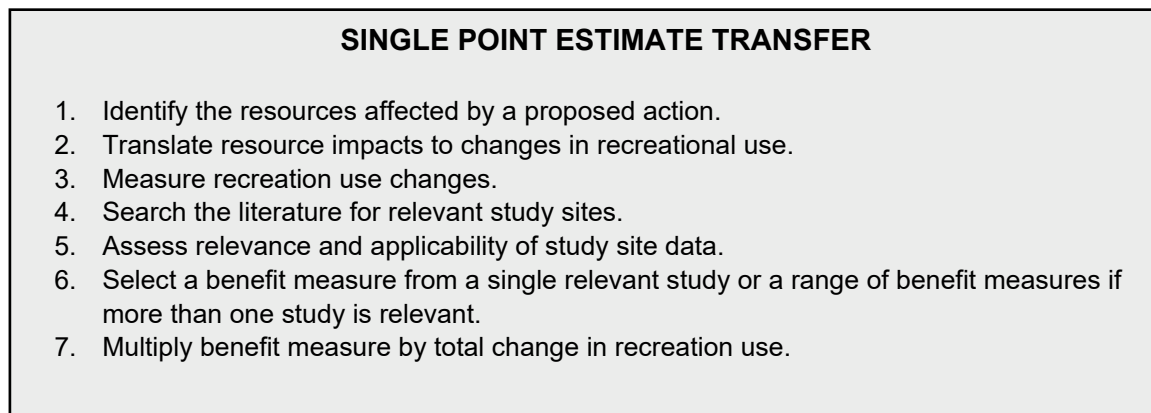 SINGLE POINT ESTIMATE TRANSFER
1. Identify the resources affected by a proposed action.
2. Translate resource impacts to changes in recreational use.
3. Measure recreation use changes.
4. Search the literature for relevant study sites.
5. Assess relevance and applicability of study site data.
6. Select a benefit measure from a single relevant study or a range of benefit measures if
more than one study is relevant.
7. Multiply benefit measure by total change in recreation use.